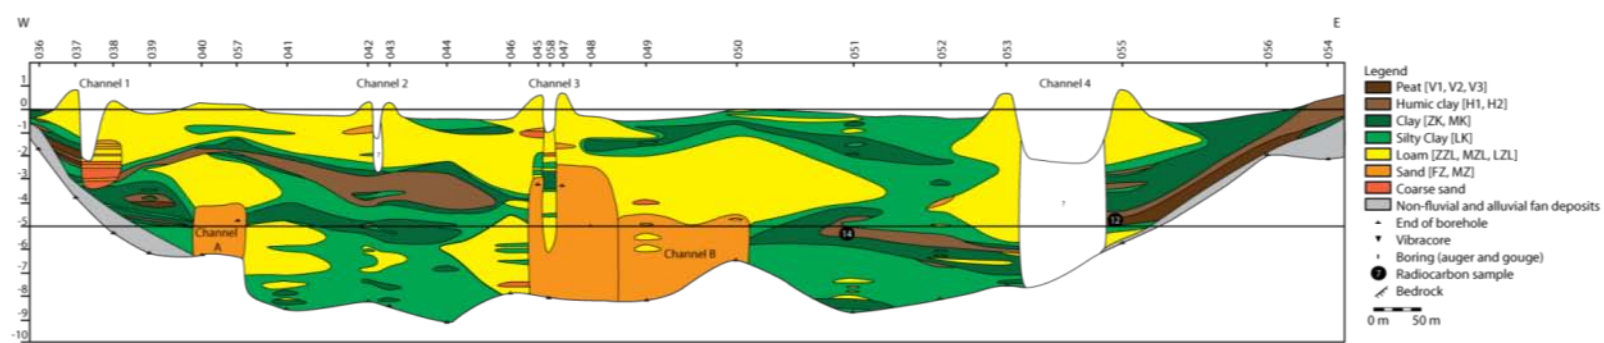 W E
036 037 038 039 040 057 041 042 043 044 046 045 058 047 048 049 050 051 052 053 055 056 054
Channel 1 Channel 2 Channel 3 Channel 4
1
0
-1
-2
-3
-4
-5
-6
-7
-8
-9
-10
Channel
A
Channel B
?
?
14
12
Legend
Peat [V1, V2, V3]
Humic clay [H1, H2]
Clay [ZK, MK]
Silty Clay [LK]
Loam [ZZL, MZL, LZL]
Sand [FZ, MZ]
Coarse sand
Non-fluvial and alluvial fan deposits
End of borehole
Vibracore
Boring (auger and gouge)
7 Radiocarbon sample
Bedrock
0 m 50 m